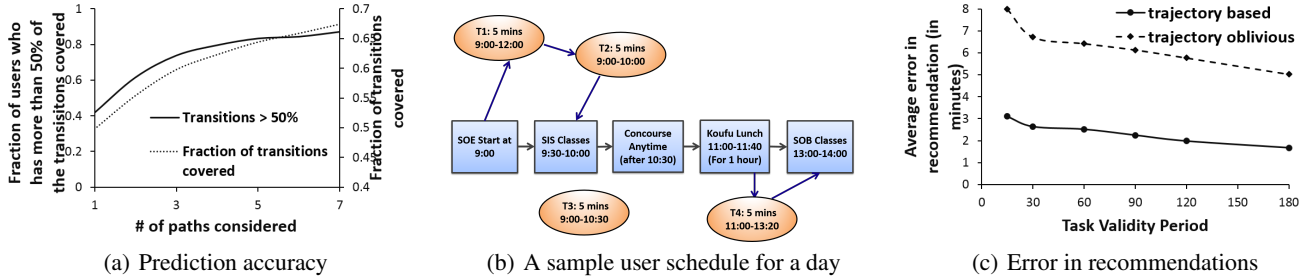 Fraction of users who
has more than 50% of
the transisitons covered
1
0.8
0.6
0.4
0.2
0
0.7
0.65
0.6
0.55
0.5
0.45
0.4
Fraction of transitions
covered
Transitions > 50%
Fraction of transitions
covered
1
3
5
7
# of paths considered
(a) Prediction accuracy
T1: 5 mins
9:00-12:00
T2: 5 mins
9:00-10:00
SOE Start at
9:00
SIS Classes
9:30-10:00
Concourse
Anytime
(after 10:30)
Koufu Lunch
11:00-11:40
(For 1 hour)
SOB Classes
13:00-14:00
T3: 5 mins
9:00-10:30
T4: 5 mins
11:00-13:20
(b) A sample user schedule for a day
Average error in
recommendation (in
minutes)
8
7
6
5
4
3
2
1
0
trajectory based
trajectory oblivious
0
30
60
90
120
150
180
Task Validity Period
(c) Error in recommendations